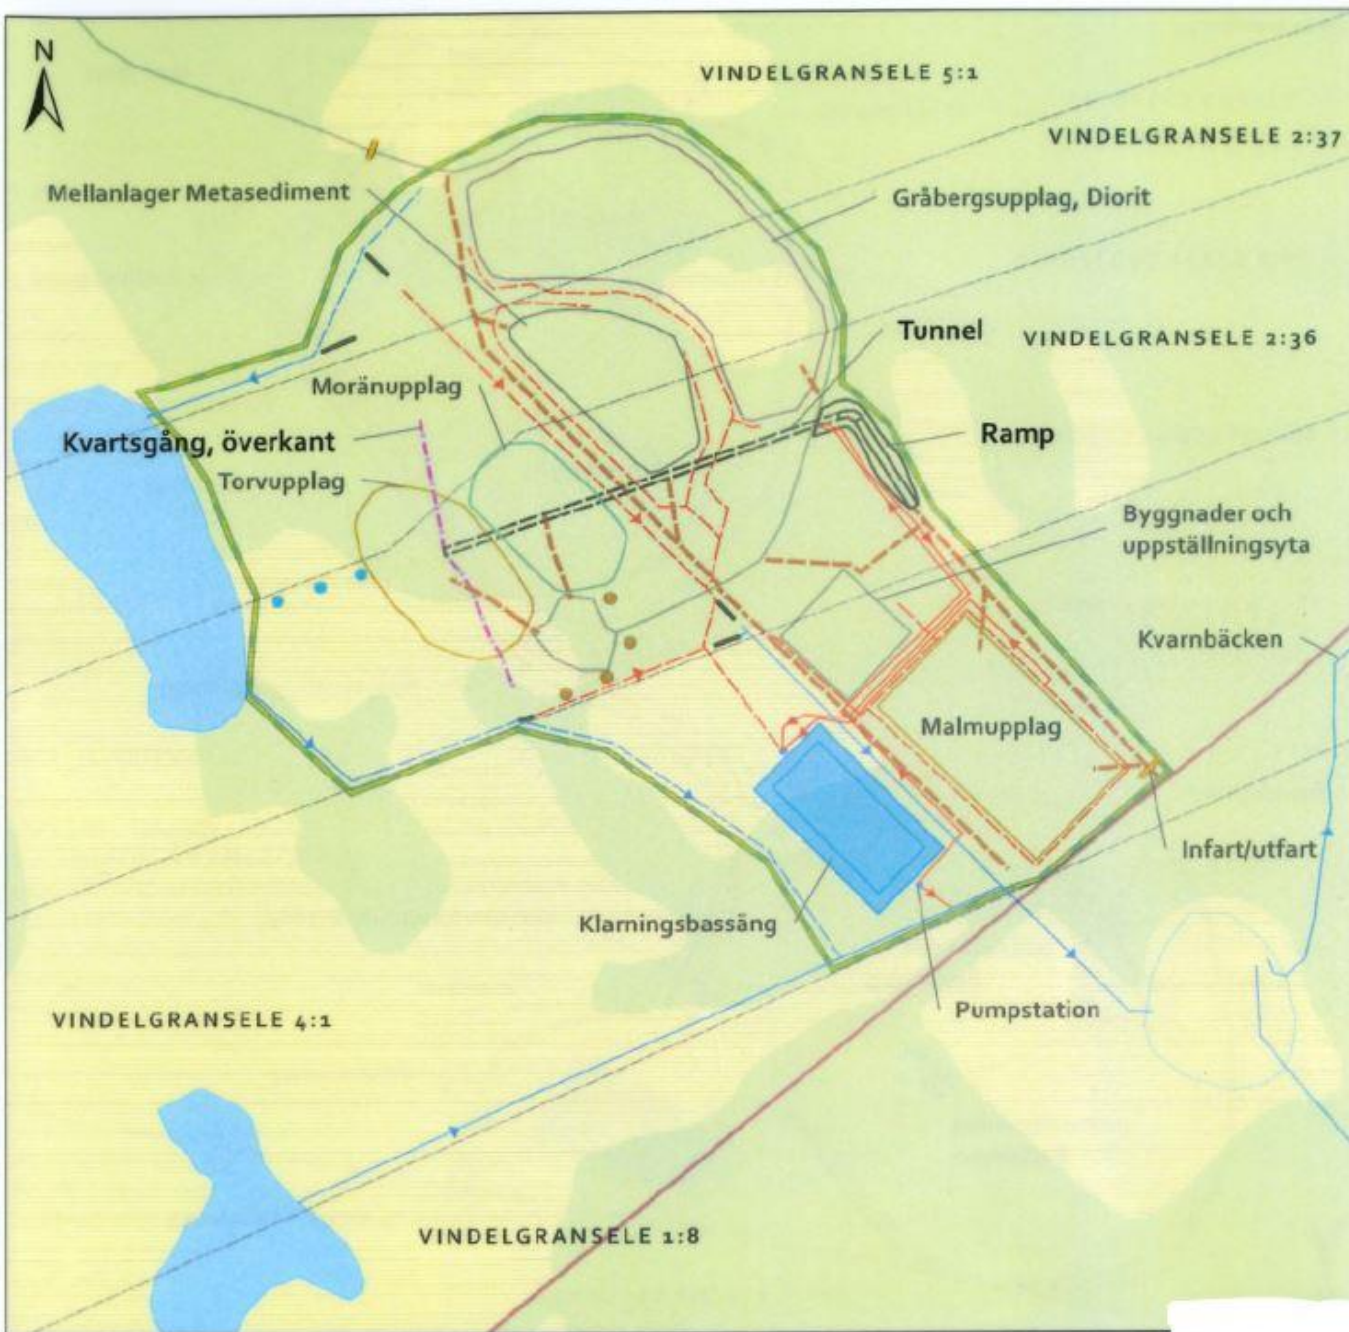 N
VINDELGRANSELE 5:1
VINDELGRANSELE 2:37
Mellanlager Metasediment
Gråbergsupplag, Diorit
Tunnel
VINDELGRANSELE 2:36
Moränupplag
Kvartsgång, överkant
Ramp
Torvupplag
Byggnader och
uppställningsyta
Kvarnbäcken
Malmupplag
Infart/utfart
Klarningsbassäng
Pumpstation
VINDELGRANSELE 4:1
VINDELGRANSELE 1:8